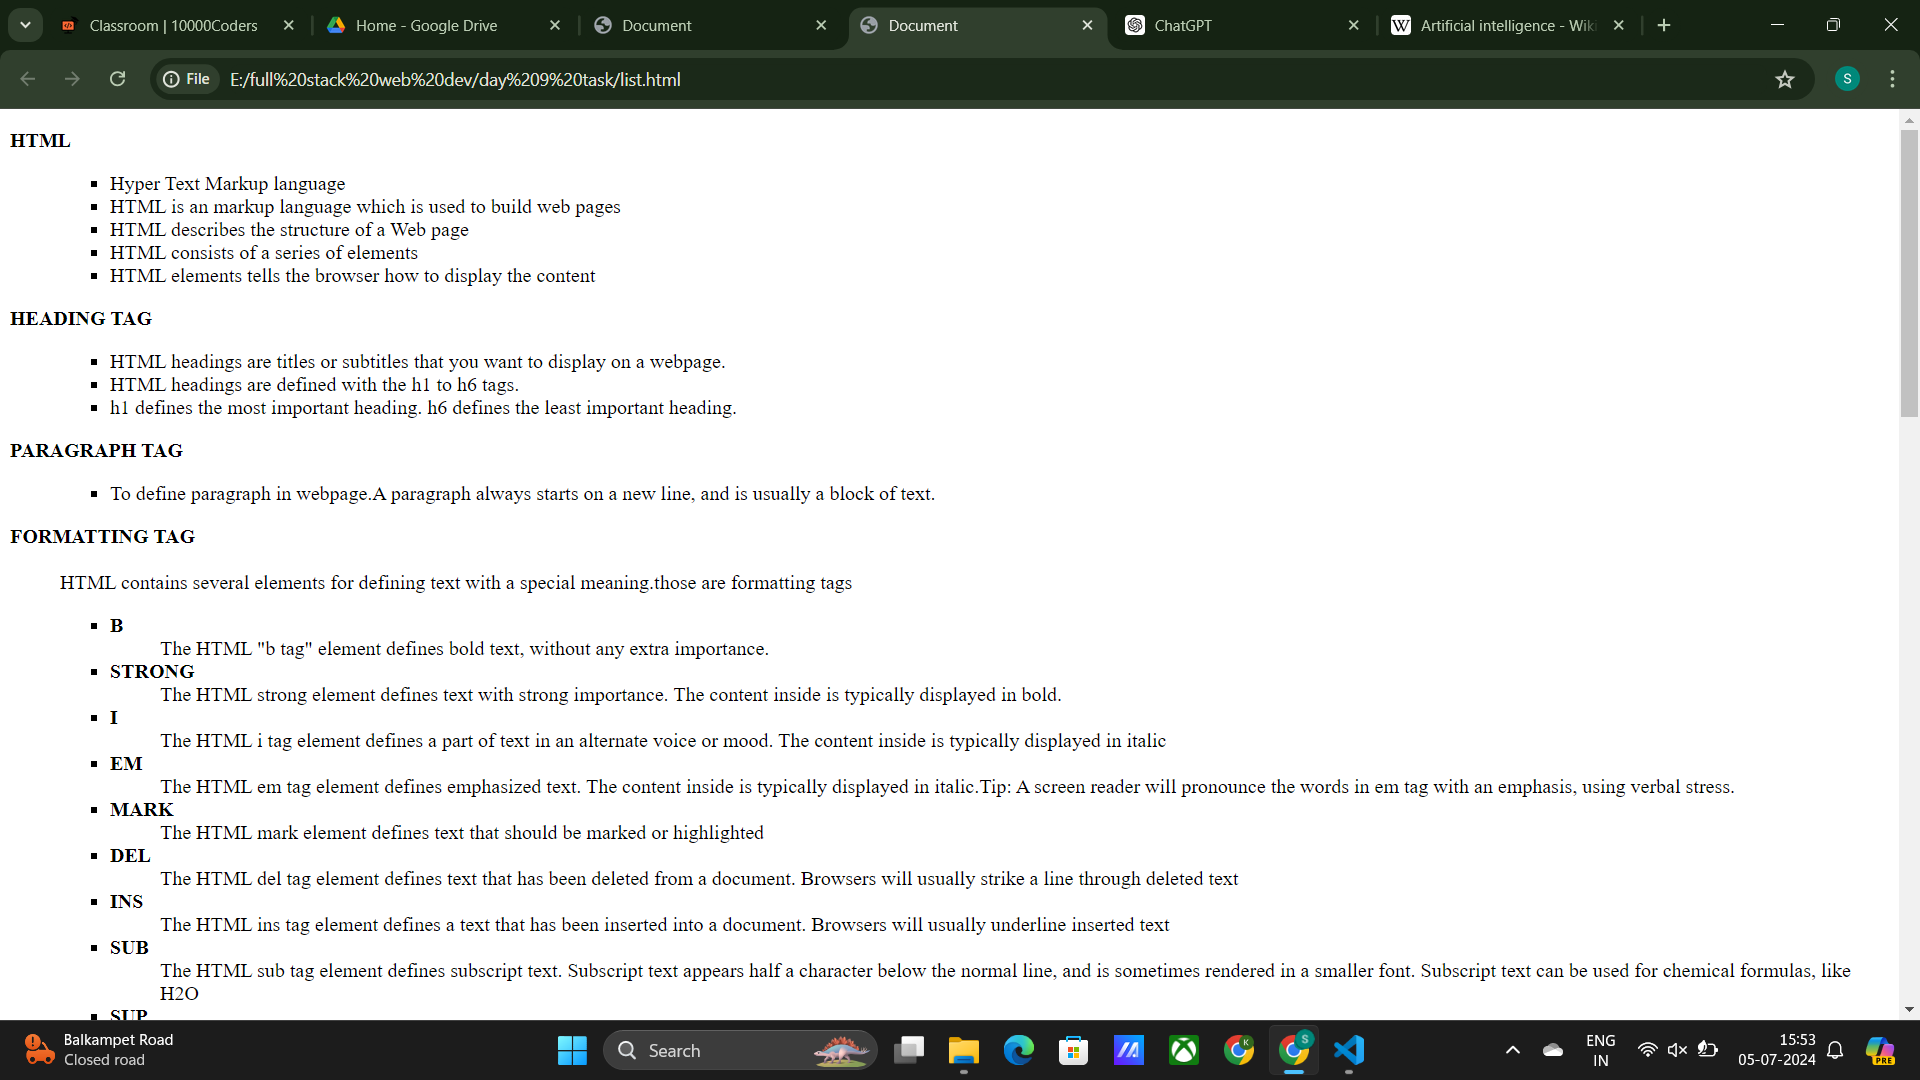 Classroom | 10000Coders
Home - Google Drive
Document
Document
ChatGPT
Artificial intelligence - Wiki
File
E:/full%20stack%20web%20dev/day%209%20task/list.html
S
HTML
Hyper Text Markup language
HTML is an markup language which is used to build web pages
HTML describes the structure of a Web page
HTML consists of a series of elements
HTML elements tells the browser how to display the content
HEADING TAG
HTML headings are titles or subtitles that you want to display on a webpage.
HTML headings are defined with the h1 to h6 tags.
h1 defines the most important heading. h6 defines the least important heading.
PARAGRAPH TAG
To define paragraph in webpage.A paragraph always starts on a new line, and is usually a block of text.
FORMATTING TAG
HTML contains several elements for defining text with a special meaning.those are formatting tags
B
The HTML "b tag" element defines bold text, without any extra importance.
STRONG
The HTML strong element defines text with strong importance. The content inside is typically displayed in bold.
I
The HTML i tag element defines a part of text in an alternate voice or mood. The content inside is typically displayed in italic
EM
The HTML em tag element defines emphasized text. The content inside is typically displayed in italic.Tip: A screen reader will pronounce the words in em tag with an emphasis, using verbal stress.
MARK
The HTML mark element defines text that should be marked or highlighted
DEL
The HTML del tag element defines text that has been deleted from a document. Browsers will usually strike a line through deleted text
INS
The HTML ins tag element defines a text that has been inserted into a document. Browsers will usually underline inserted text
SUB
The HTML sub tag element defines subscript text. Subscript text appears half a character below the normal line, and is sometimes rendered in a smaller font. Subscript text can be used for chemical formulas, like
H2O
SUP
Balkampet Road
Closed road
Search
K
S
ENG
IN
15:53
05-07-2024
PRE